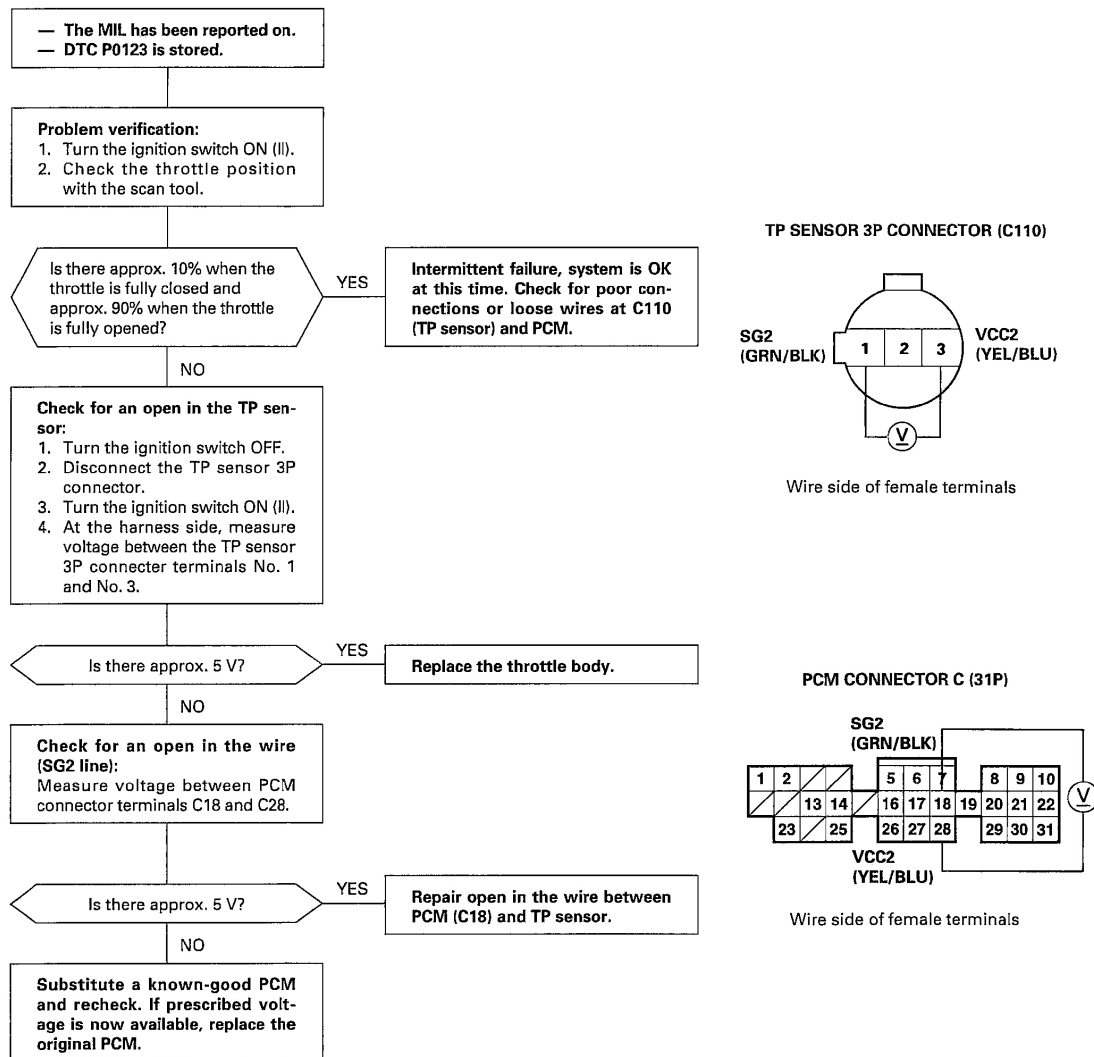 — The MIL has been reported on.
— DTC P0123 is stored.
Problem verification:
1. Turn the ignition switch ON (II).
2. Check the throttle position
with the scan tool.
Is there approx. 10% when the
throttle is fully closed and
approx. 90% when the throttle
is fully opened?
YES
Intermittent failure, system is OK
at this time. Check for poor con-
nections or loose wires at C110
(TP sensor) and PCM.
NO
Check for an open in the TP sen-
sor:
1. Turn the ignition switch OFF.
2. Disconnect the TP sensor 3P
connector.
3. Turn the ignition switch ON (II).
4. At the harness side, measure
voltage between the TP sensor
3P connecter terminals No. 1
and No. 3.
Is there approx. 5 V?
YES
Replace the throttle body.
NO
Check for an open in the wire
(SG2 line):
Measure voltage between PCM
connector terminals C18 and C28.
Is there approx. 5 V?
YES
Repair open in the wire between
PCM (C18) and TP sensor.
NO
Substitute a known-good PCM
and recheck. If prescribed volt-
age is now available, replace the
original PCM.
TP SENSOR 3P CONNECTOR (C110)
SG2
(GRN/BLK)
1 2 3
VCC2
(YEL/BLU)
V
Wire side of female terminals
PCM CONNECTOR C (31P)
SG2
(GRN/BLK)
1 2 5 6 7 8 9 10
13 14 16 17 18 19 20 21 22
V
23 25 26 27 28 29 30 31
VCC2
(YEL/BLU)
Wire side of female terminals